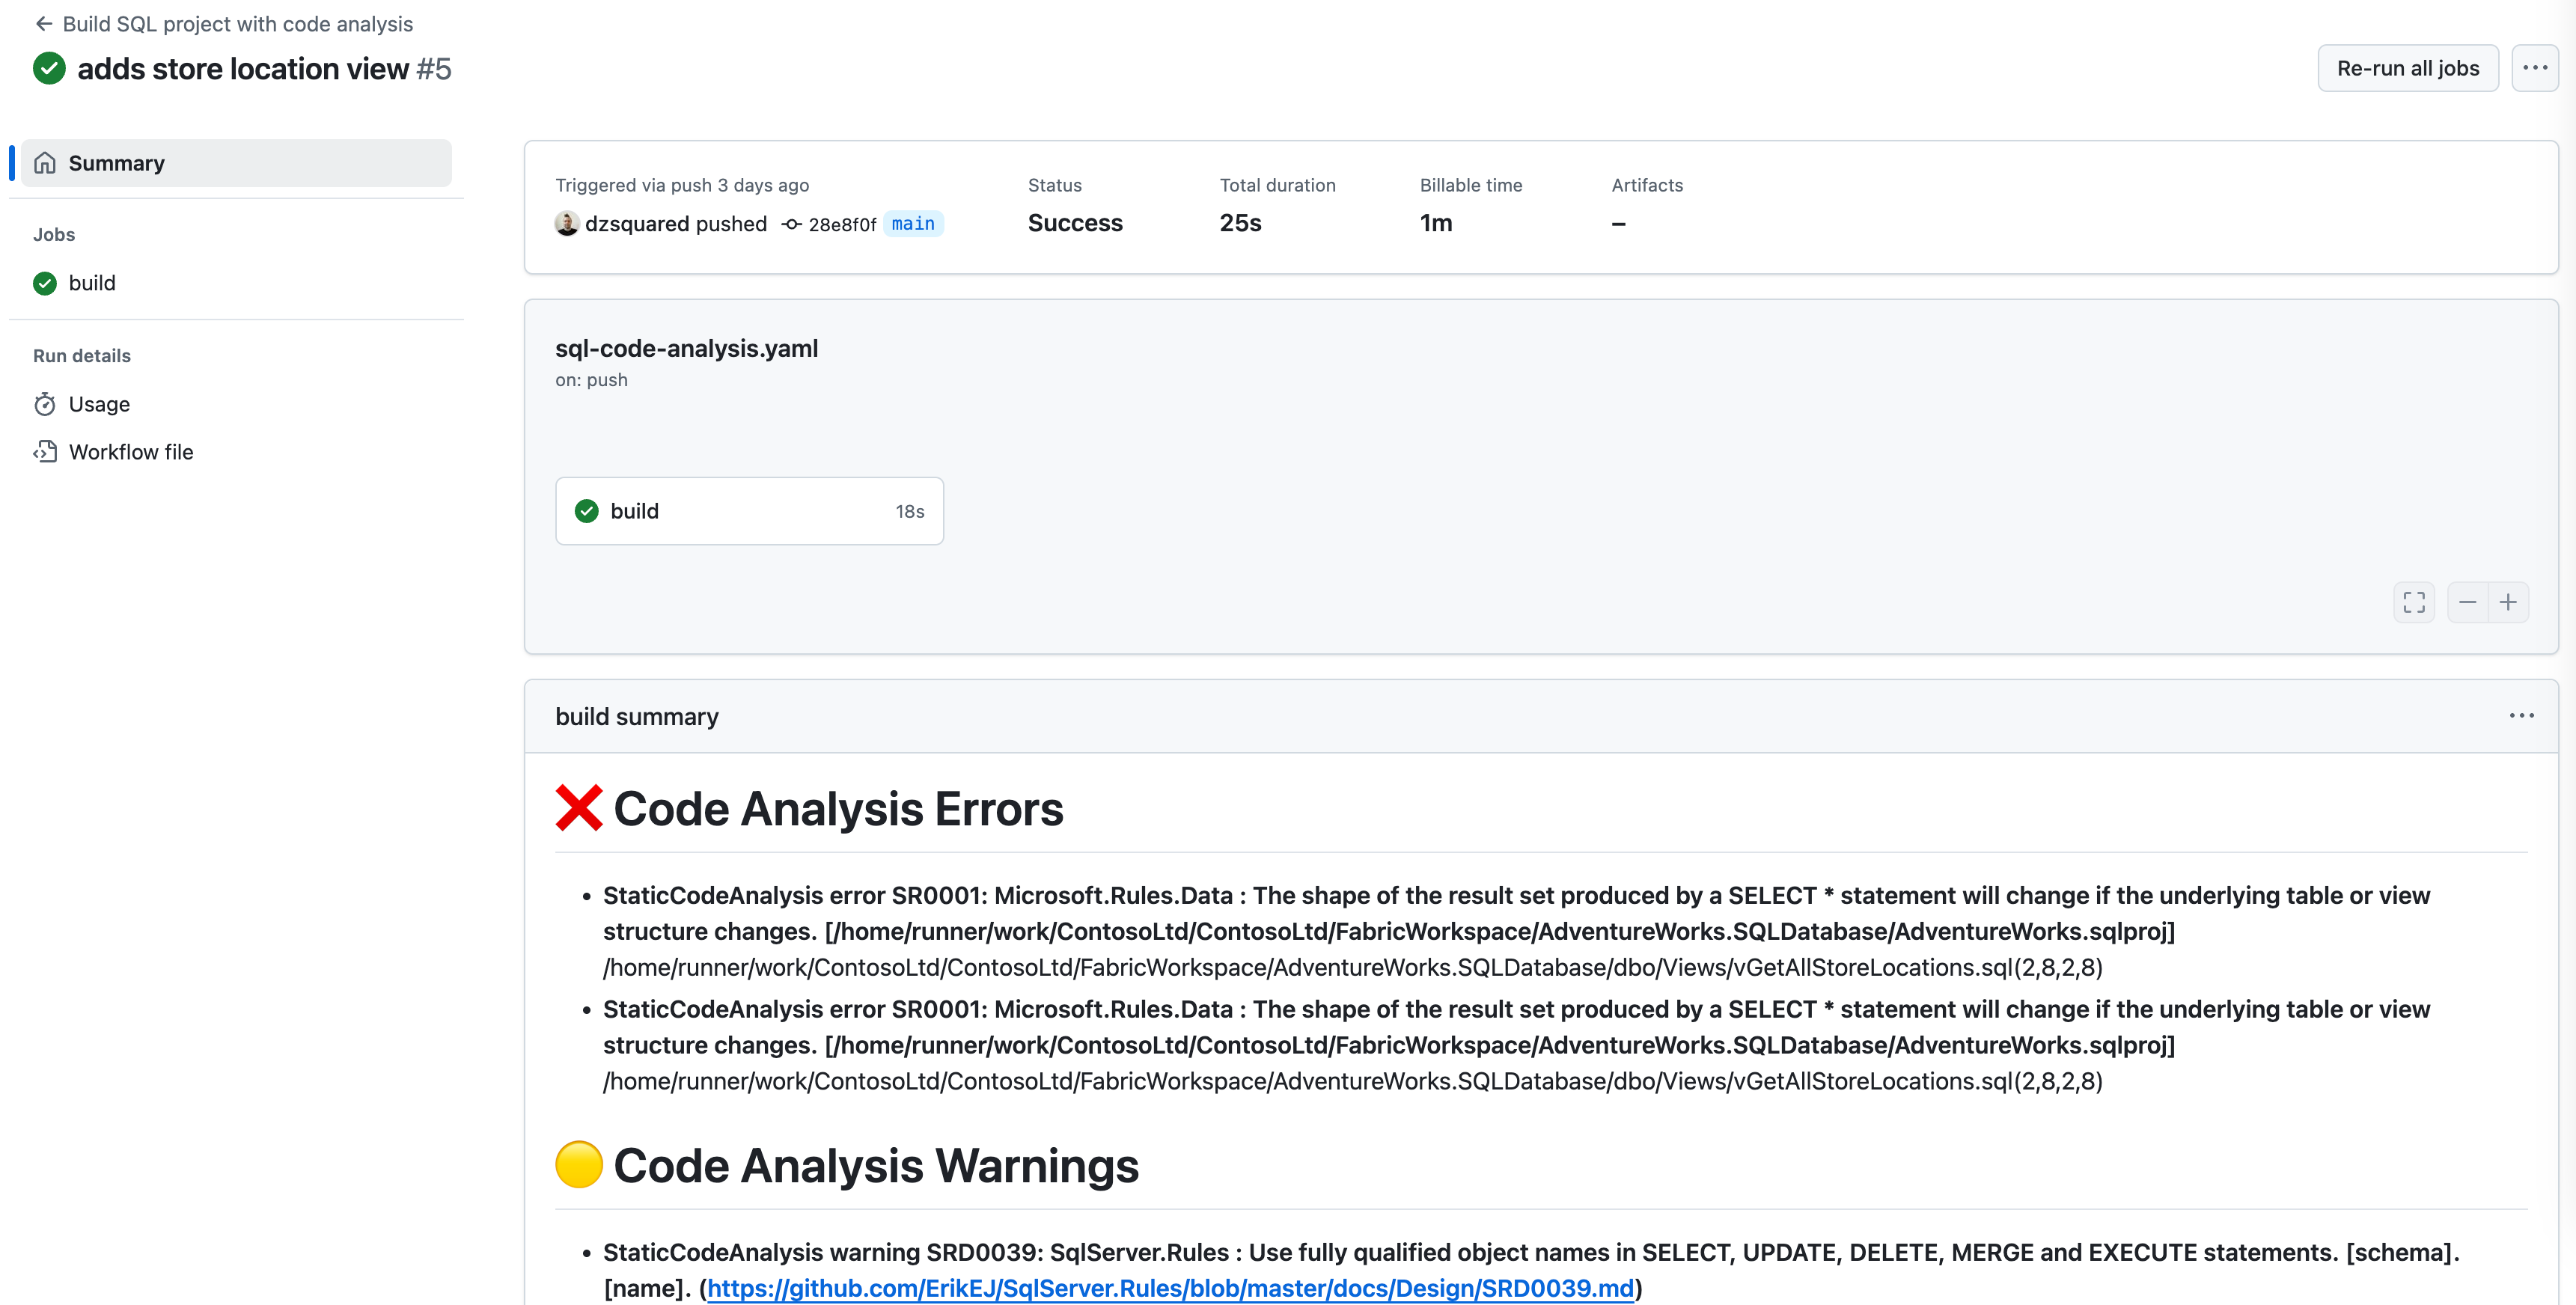 Build SQL project with code analysis
adds store location view #5
Re-run all jobs
Summary
Jobs
build
Run details
Usage
Workflow file
Triggered via push 3 days ago
dzsquared pushed 28e8f0f main
Status
Success
Total duration
25s
Billable time
1m
Artifacts
–
sql-code-analysis.yaml
on: push
build 18s
build summary
❌ Code Analysis Errors
• StaticCodeAnalysis error SR0001: Microsoft.Rules.Data : The shape of the result set produced by a SELECT * statement will change if the underlying table or view
structure changes. [/home/runner/work/ContosoLtd/ContosoLtd/FabricWorkspace/AdventureWorks.SQLDatabase/AdventureWorks.sqlproj]
/home/runner/work/ContosoLtd/ContosoLtd/FabricWorkspace/AdventureWorks.SQLDatabase/dbo/Views/vGetAllStoreLocations.sql(2,8,2,8)
• StaticCodeAnalysis error SR0001: Microsoft.Rules.Data : The shape of the result set produced by a SELECT * statement will change if the underlying table or view
structure changes. [/home/runner/work/ContosoLtd/ContosoLtd/FabricWorkspace/AdventureWorks.SQLDatabase/AdventureWorks.sqlproj]
/home/runner/work/ContosoLtd/ContosoLtd/FabricWorkspace/AdventureWorks.SQLDatabase/dbo/Views/vGetAllStoreLocations.sql(2,8,2,8)
🟡 Code Analysis Warnings
• StaticCodeAnalysis warning SRD0039: SqlServer.Rules : Use fully qualified object names in SELECT, UPDATE, DELETE, MERGE and EXECUTE statements. [schema].
[name]. (https://github.com/ErikEJ/SqlServer.Rules/blob/master/docs/Design/SRD0039.md)